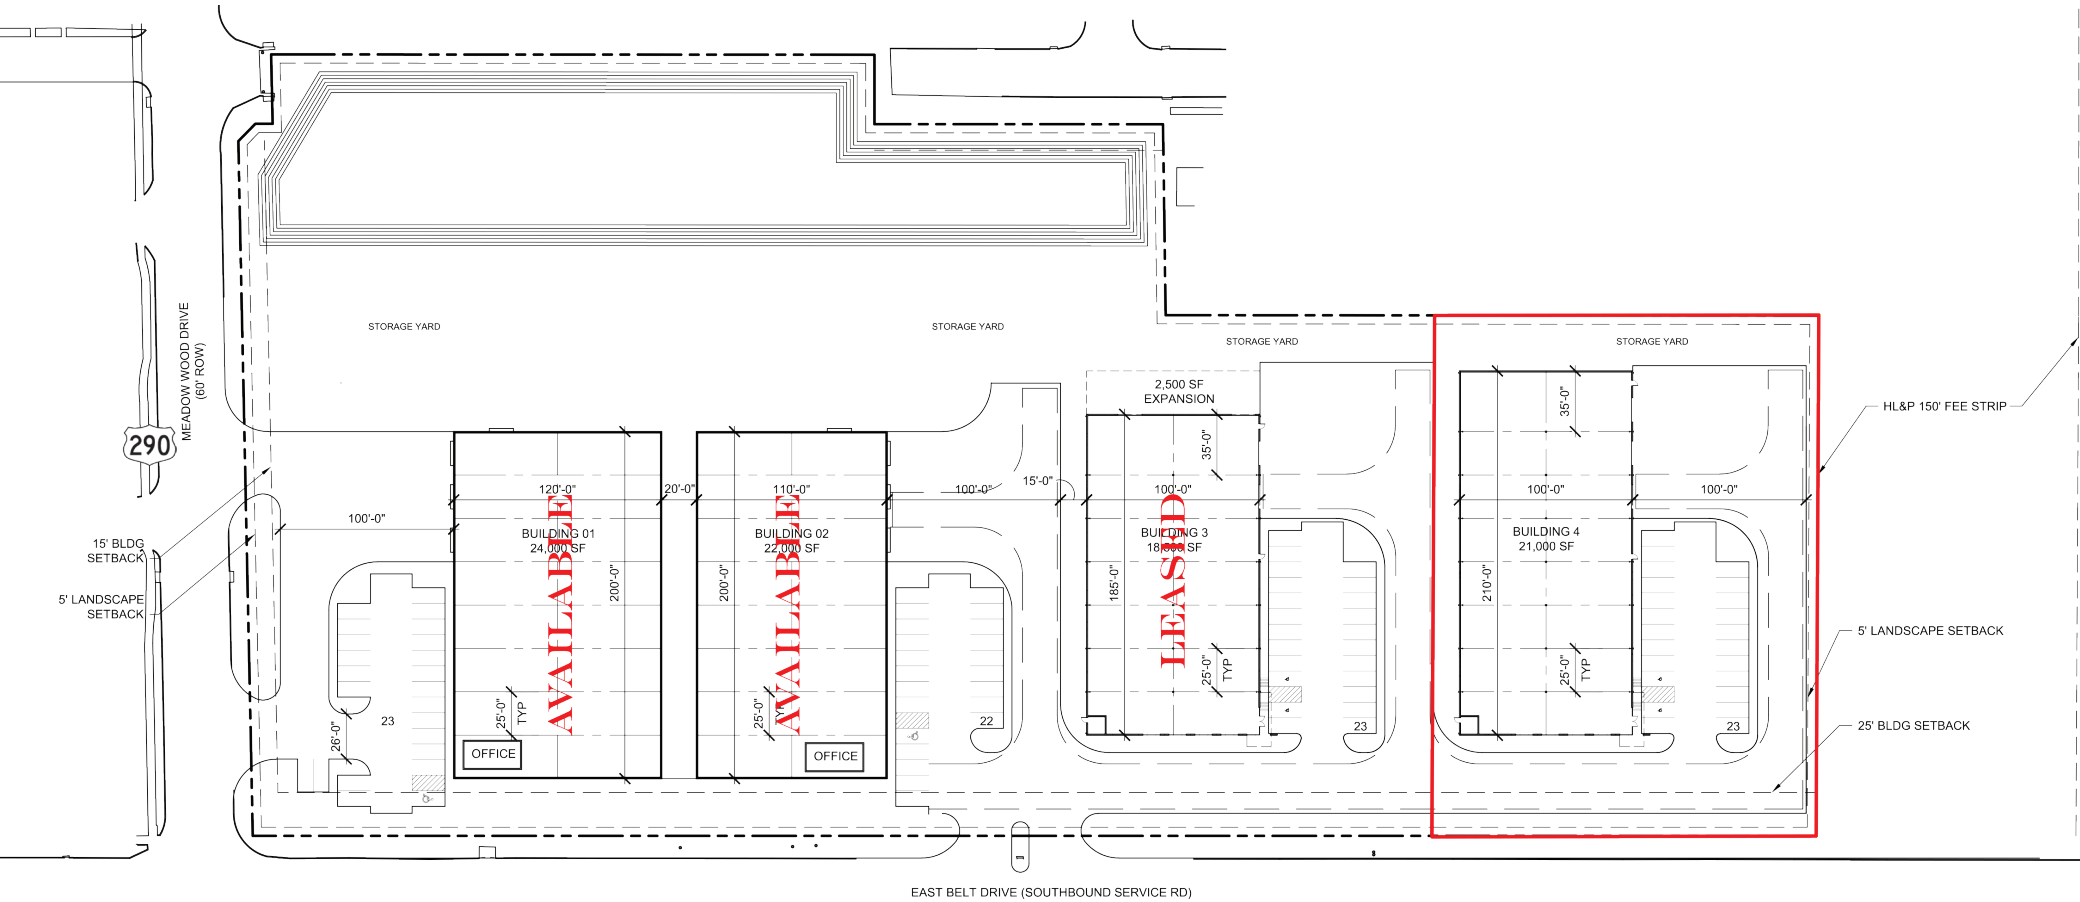 STORAGE YARD
STORAGE YARD
STORAGE YARD
STORAGE YARD
MEADOW WOOD DRIVE
(60' ROW)
290
2,500 SF
EXPANSION
35'-0"
35'-0"
HL&P 150' FEE STRIP
120'-0"
20'-0"
110'-0"
100'-0"
15'-0"
100'-0"
100'-0"
100'-0"
100'-0"
15' BLDG
SETBACK
5' LANDSCAPE
SETBACK
BUILDING 01
24,000 SF
AVAILABLE
200'-0"
BUILDING 02
22,000 SF
AVAILABLE
200'-0"
BUILDING 3
SF
LEASED
185'-0"
BUILDING 4
21,000 SF
210'-0"
5' LANDSCAPE SETBACK
25' BLDG SETBACK
25'-0"
TYP
25'-0"
25'-0"
TYP
25'-0"
TYP
26'-0"
23
22
23
23
OFFICE
OFFICE
EAST BELT DRIVE (SOUTHBOUND SERVICE RD)